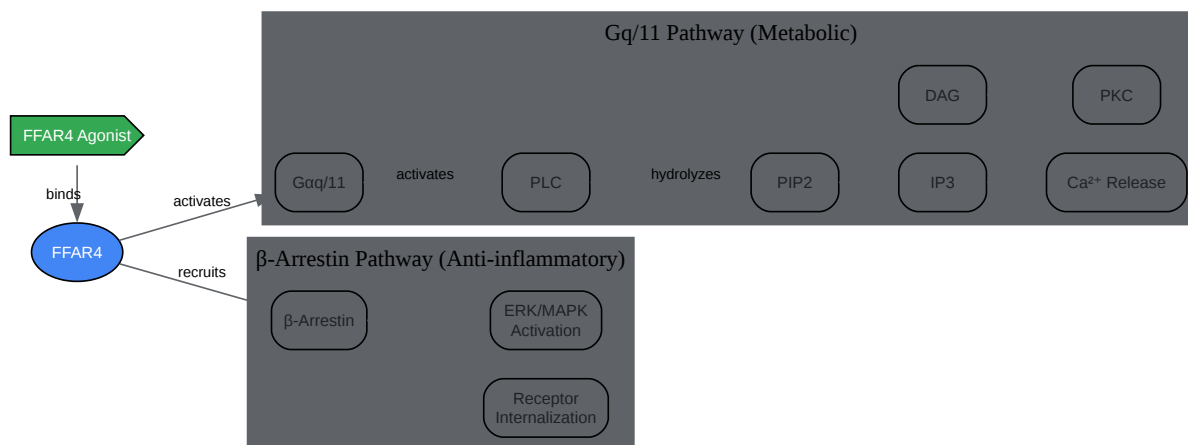 Gq/11 Pathway (Metabolic)
DAG
PKC
FFAR4 Agonist
binds
FFAR4
activates
Gαq/11
activates
PLC
hydrolyzes
PIP2
IP3
Ca²⁺ Release
recruits
β-Arrestin Pathway (Anti-inflammatory)
β-Arrestin
ERK/MAPK
Activation
Receptor
Internalization